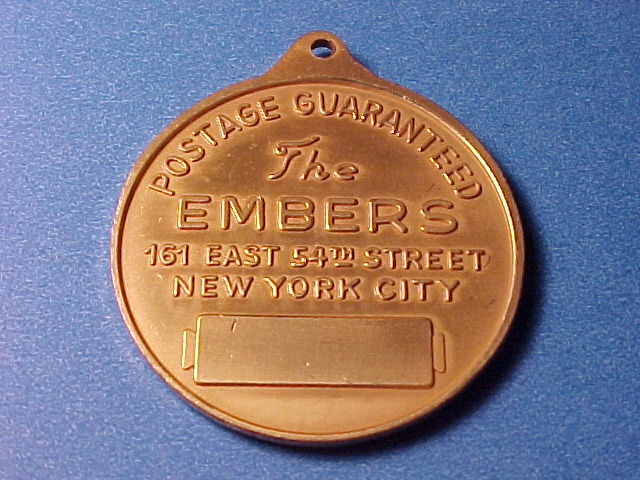 POSTAGE GUARANTEED
The
EMBERS
161 EAST 54TH STREET
NEW YORK CITY